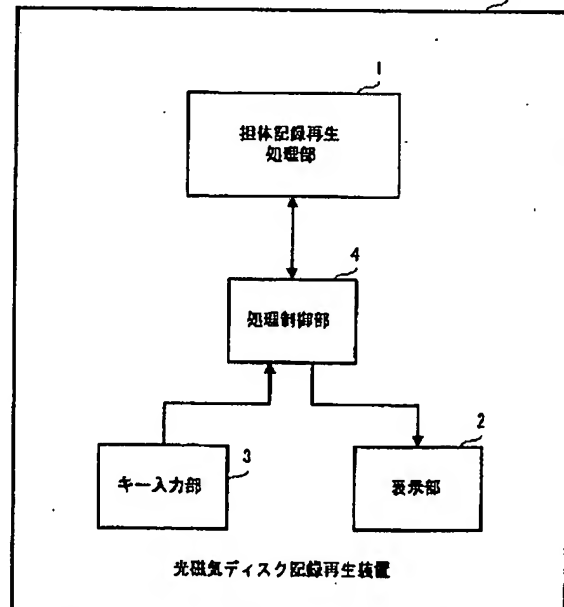 1
担体記録再生
処理部
4
処理制御部
3
キー入力部
2
表示部
光磁気ディスク記録再生装置